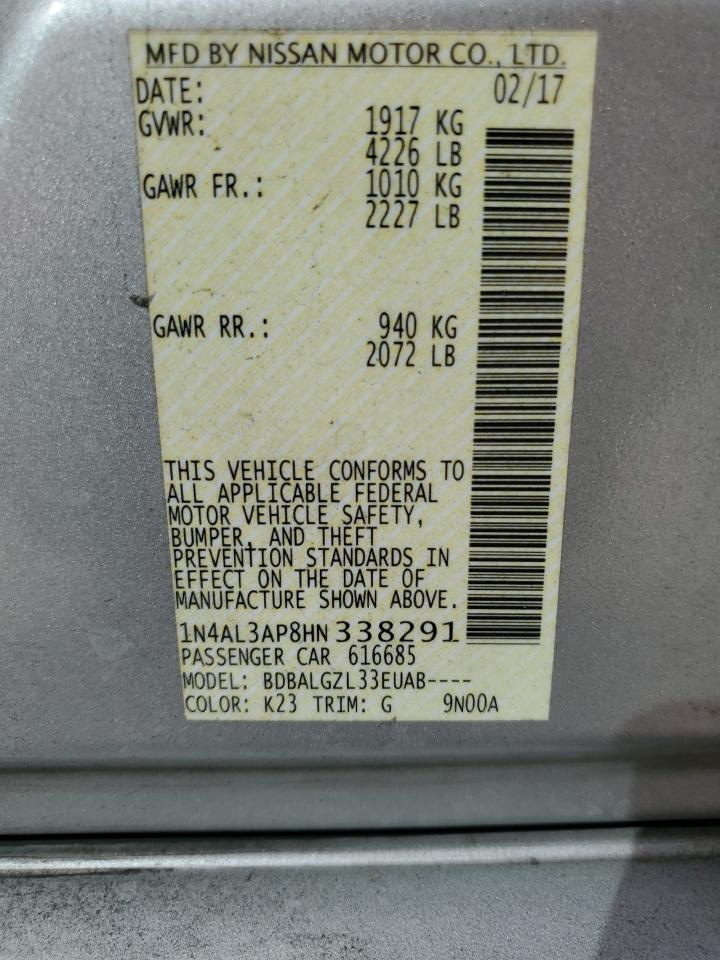 MFD BY NISSAN MOTOR CO., LTD.
DATE: 02/17
GVWR: 1917 KG
4226 LB
GAWR FR.: 1010 KG
2227 LB
GAWR RR.: 940 KG
2072 LB
THIS VEHICLE CONFORMS TO
ALL APPLICABLE FEDERAL
MOTOR VEHICLE SAFETY,
BUMPER, AND THEFT
PREVENTION STANDARDS IN
EFFECT ON THE DATE OF
MANUFACTURE SHOWN ABOVE.
1N4AL3AP8HN338291
PASSENGER CAR 616685
MODEL: BDBALGZL33EUAB----
COLOR: K23 TRIM: G 9N00A